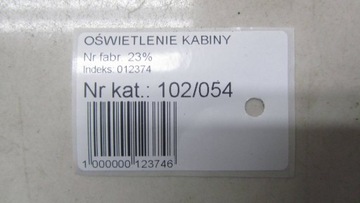 OŚWIETLENIE KABINY
Nr fabr 23%
Indeks. 012374
Nr kat.: 102/054
1 000000 123746